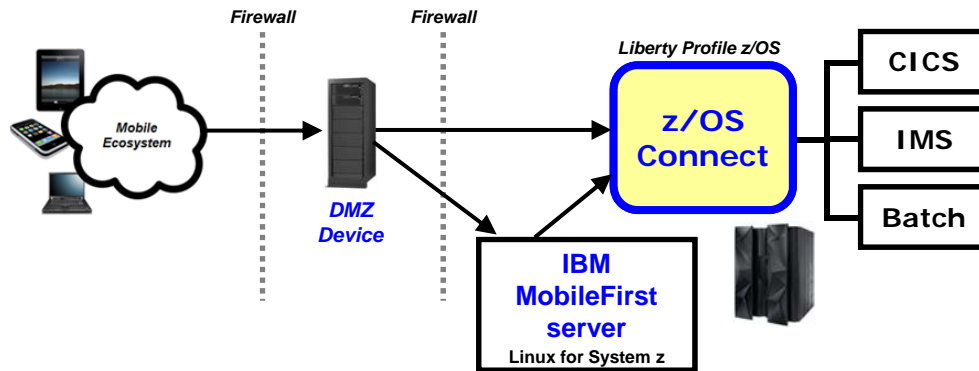 Firewall
Firewall
Liberty Profile z/OS
Mobile
Ecosystem
DMZ
Device
z/OS
Connect
CICS
IMS
Batch
IBM
MobileFirst
server
Linux for System z